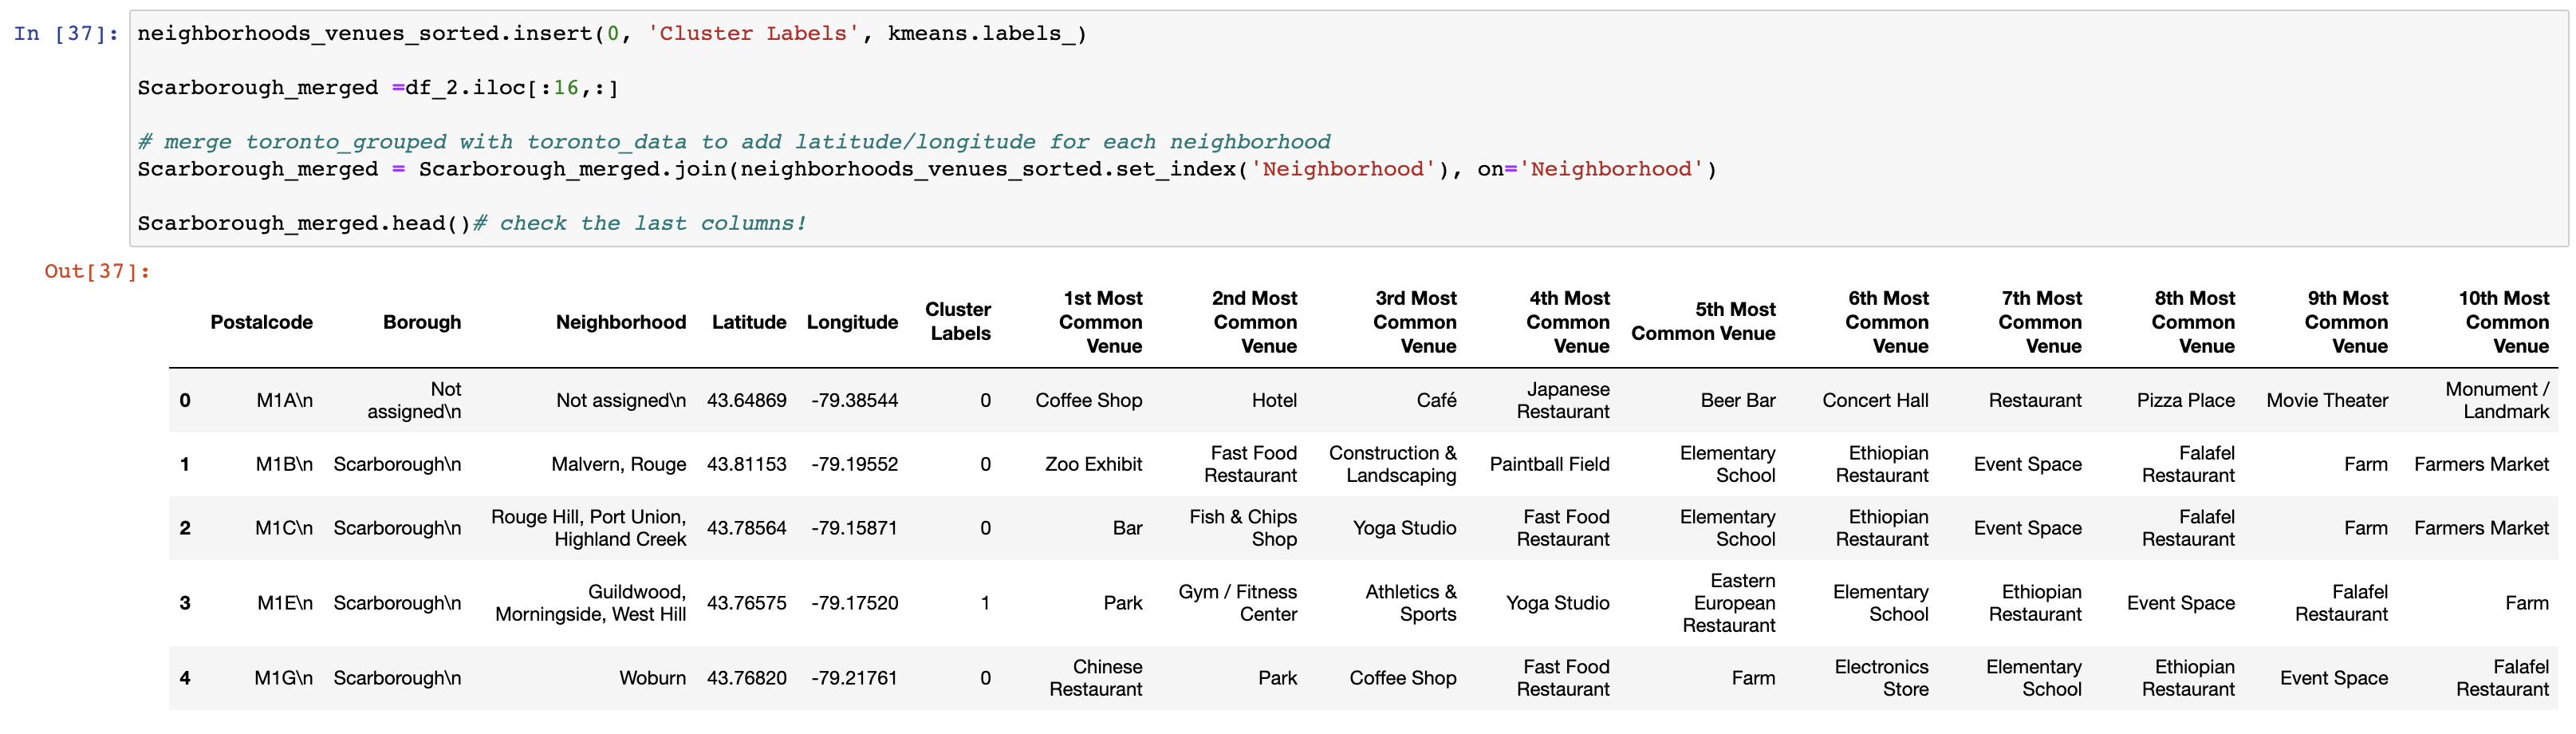 In [37]: neighborhoods_venues_sorted.insert(0, 'Cluster Labels', kmeans.labels_)
Scarborough_merged =df_2.iloc[:16,:]
# merge toronto_grouped with toronto_data to add latitude/longitude for each neighborhood
Scarborough_merged = Scarborough_merged.join(neighborhoods_venues_sorted.set_index('Neighborhood'), on='Neighborhood')
Scarborough_merged.head()# check the last columns!
Out[37]:
Postalcode Borough Neighborhood Latitude Longitude Cluster Labels 1st Most Common Venue 2nd Most Common Venue 3rd Most Common Venue 4th Most Common Venue 5th Most Common Venue 6th Most Common Venue 7th Most Common Venue 8th Most Common Venue 9th Most Common Venue 10th Most Common Venue
0 M1A\n Not assigned\n Not assigned\n 43.64869 -79.38544 0 Coffee Shop Hotel Café Japanese Restaurant Beer Bar Concert Hall Restaurant Pizza Place Movie Theater Monument / Landmark
1 M1B\n Scarborough\n Malvern, Rouge 43.81153 -79.19552 0 Zoo Exhibit Fast Food Restaurant Construction & Landscaping Paintball Field Elementary School Ethiopian Restaurant Event Space Falafel Restaurant Farm Farmers Market
2 M1C\n Scarborough\n Rouge Hill, Port Union, Highland Creek 43.78564 -79.15871 0 Bar Fish & Chips Shop Yoga Studio Fast Food Restaurant Elementary School Ethiopian Restaurant Event Space Falafel Restaurant Farm Farmers Market
3 M1E\n Scarborough\n Guildwood, Morningside, West Hill 43.76575 -79.17520 1 Park Gym / Fitness Center Athletics & Sports Yoga Studio Eastern European Restaurant Elementary School Ethiopian Restaurant Event Space Falafel Restaurant Farm
4 M1G\n Scarborough\n Woburn 43.76820 -79.21761 0 Chinese Restaurant Park Coffee Shop Fast Food Restaurant Farm Electronics Store Elementary School Ethiopian Restaurant Event Space Falafel Restaurant